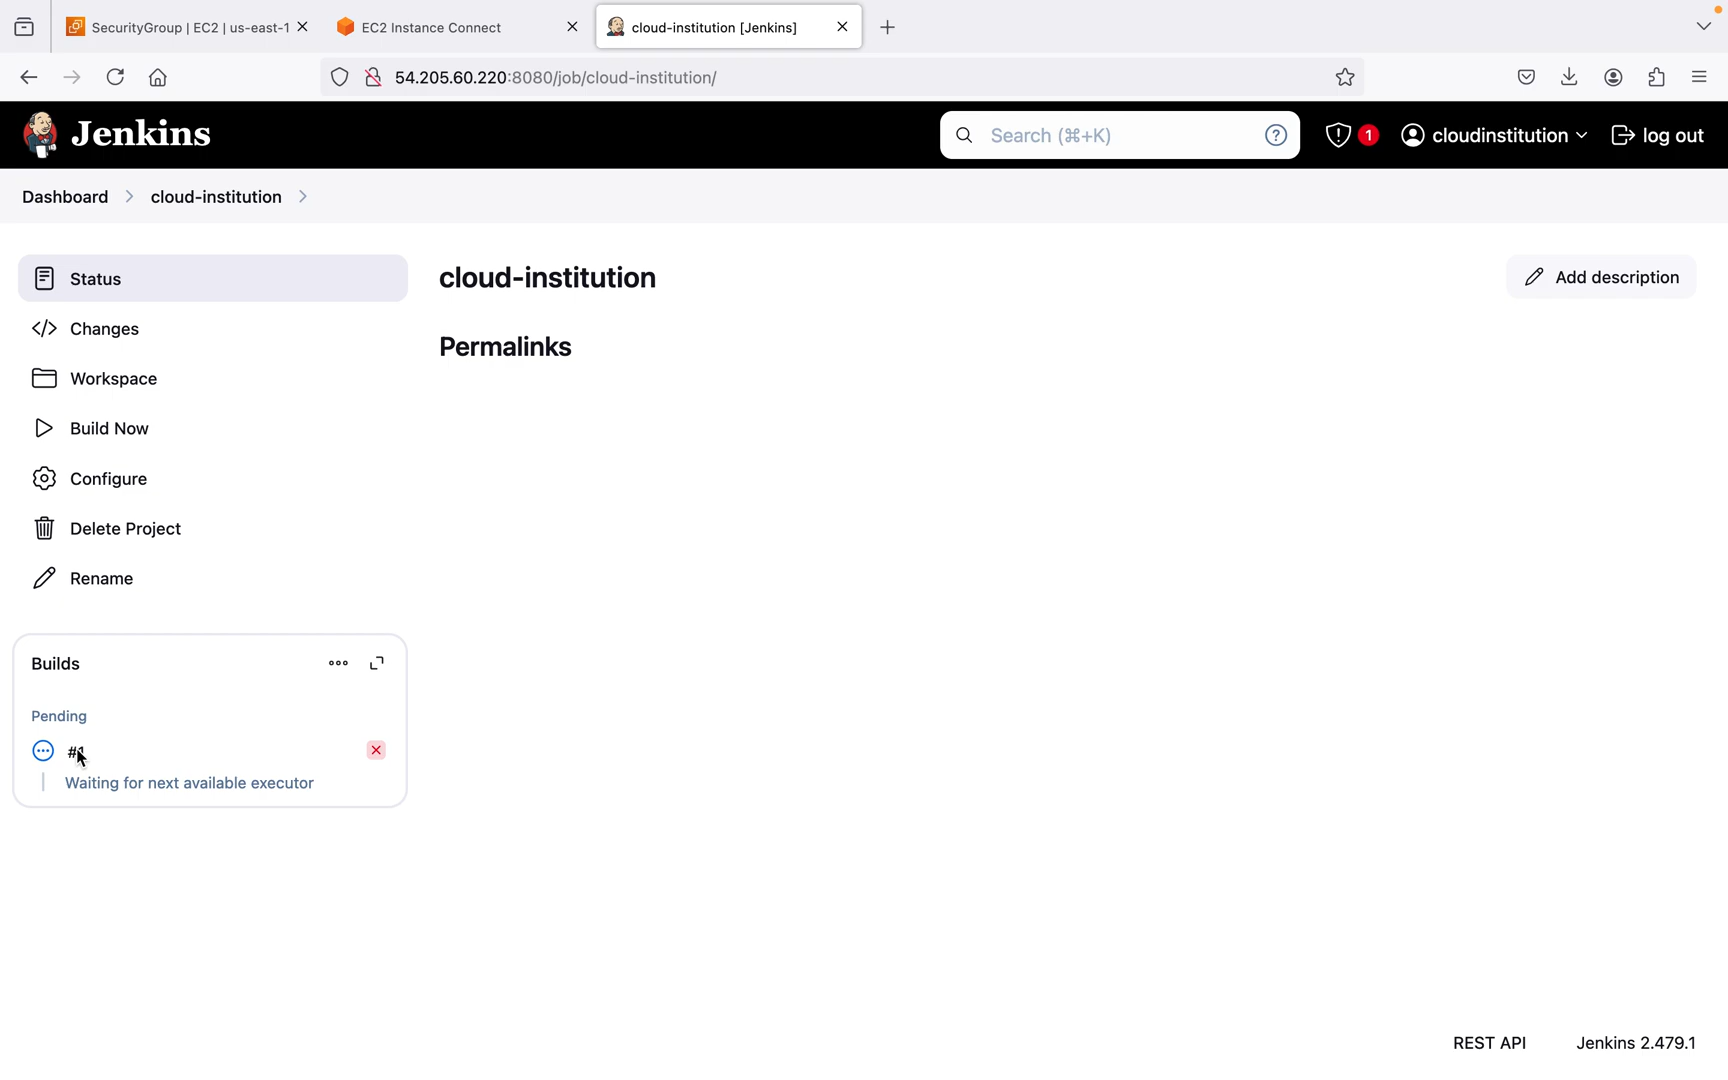 SecurityGroup | EC2 | us-east-1
EC2 Instance Connect
cloud-institution [Jenkins]
54.205.60.220:8080/job/cloud-institution/
Jenkins
Search (⌘+K)
1
cloudinstitution
log out
Dashboard
cloud-institution
Status
Changes
Workspace
Build Now
Configure
Delete Project
Rename
cloud-institution
Add description
Permalinks
Builds
Pending
#1
Waiting for next available executor
REST API
Jenkins 2.479.1